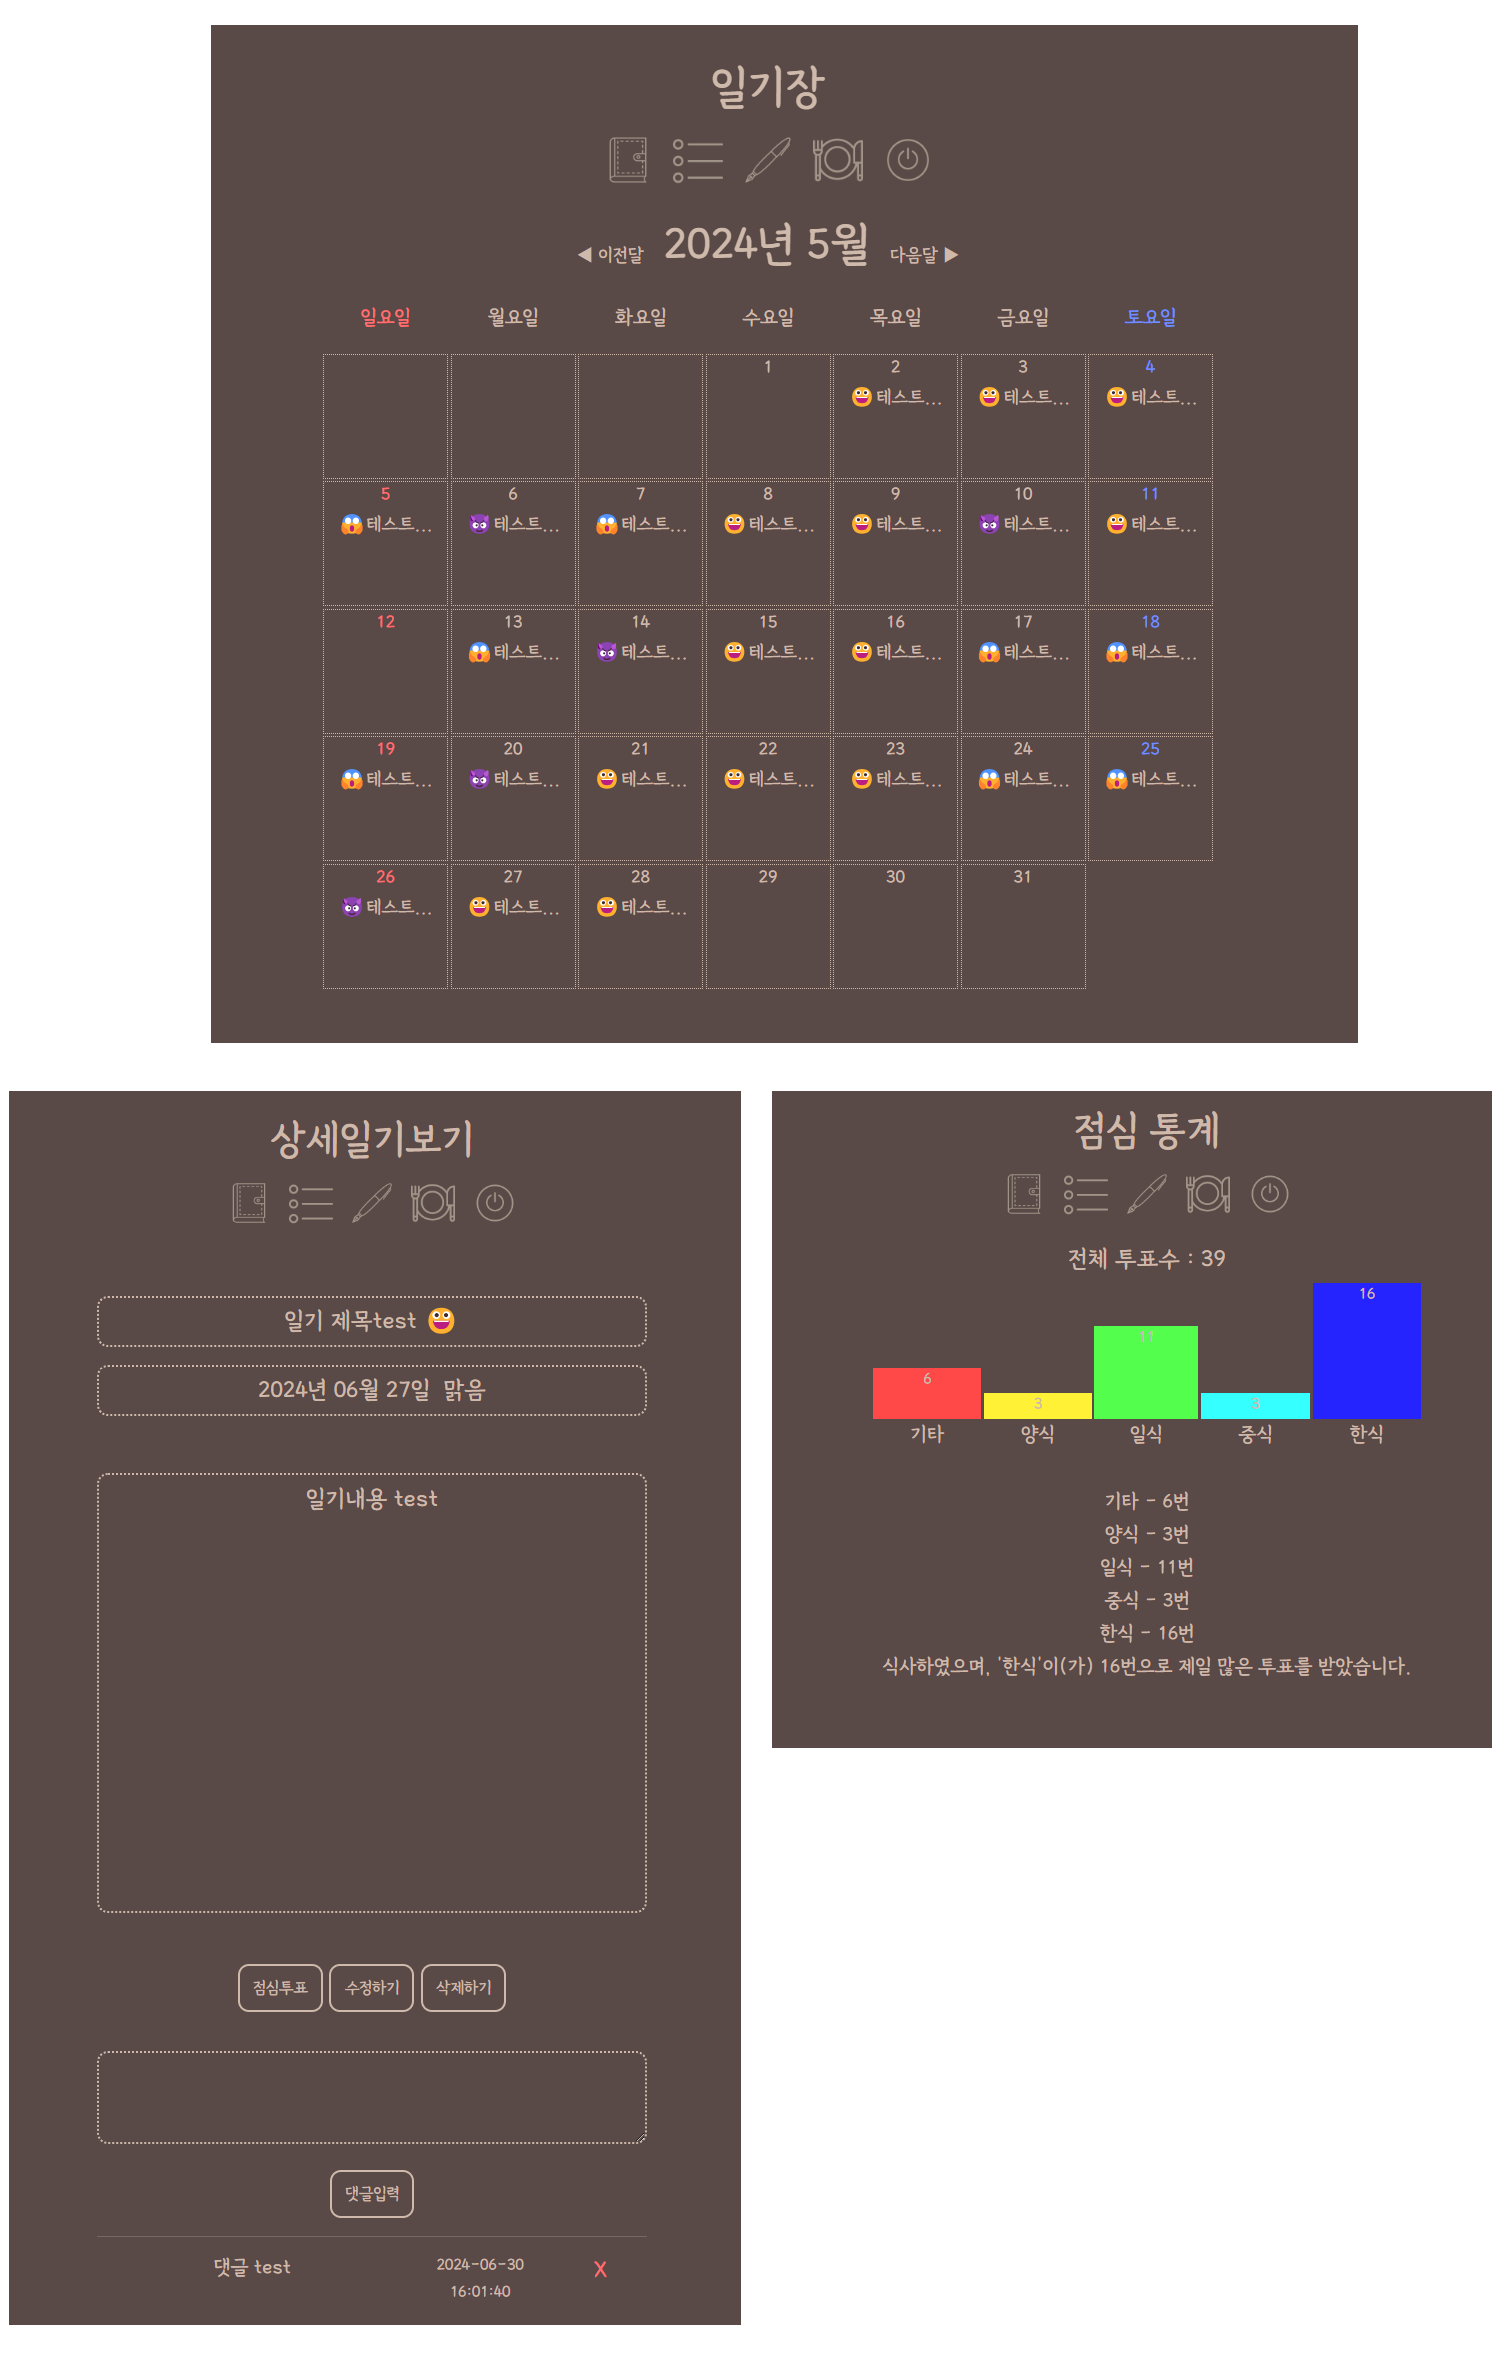 일기장
◀ 이전달 2024년 5월 다음달 ▶
일요일 월요일 화요일 수요일 목요일 금요일 토요일
1 2 3 4
테스트... 테스트... 테스트...
5 6 7 8 9 10 11
테스트... 테스트... 테스트... 테스트... 테스트... 테스트... 테스트...
12 13 14 15 16 17 18
테스트... 테스트... 테스트... 테스트... 테스트... 테스트...
19 20 21 22 23 24 25
테스트... 테스트... 테스트... 테스트... 테스트... 테스트... 테스트...
26 27 28 29 30 31
테스트... 테스트... 테스트...
상세일기보기
일기 제목test
2024년 06월 27일 맑음
일기내용 test
점심투표 수정하기 삭제하기
댓글입력
댓글 test 2024-06-30 X
16:01:40
점심 통계
전체 투표수 : 39
6 3 11 3 16
기타 양식 일식 중식 한식
기타 - 6번
양식 - 3번
일식 - 11번
중식 - 3번
한식 - 16번
식사하였으며, '한식'이(가) 16번으로 제일 많은 투표를 받았습니다.